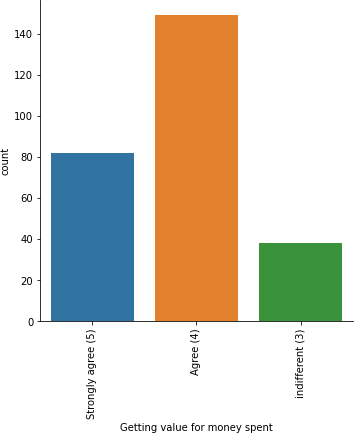 140
120
100
80
60
40
20
0
count
Strongly agree (5)
Agree (4)
indifferent (3)
Getting value for money spent